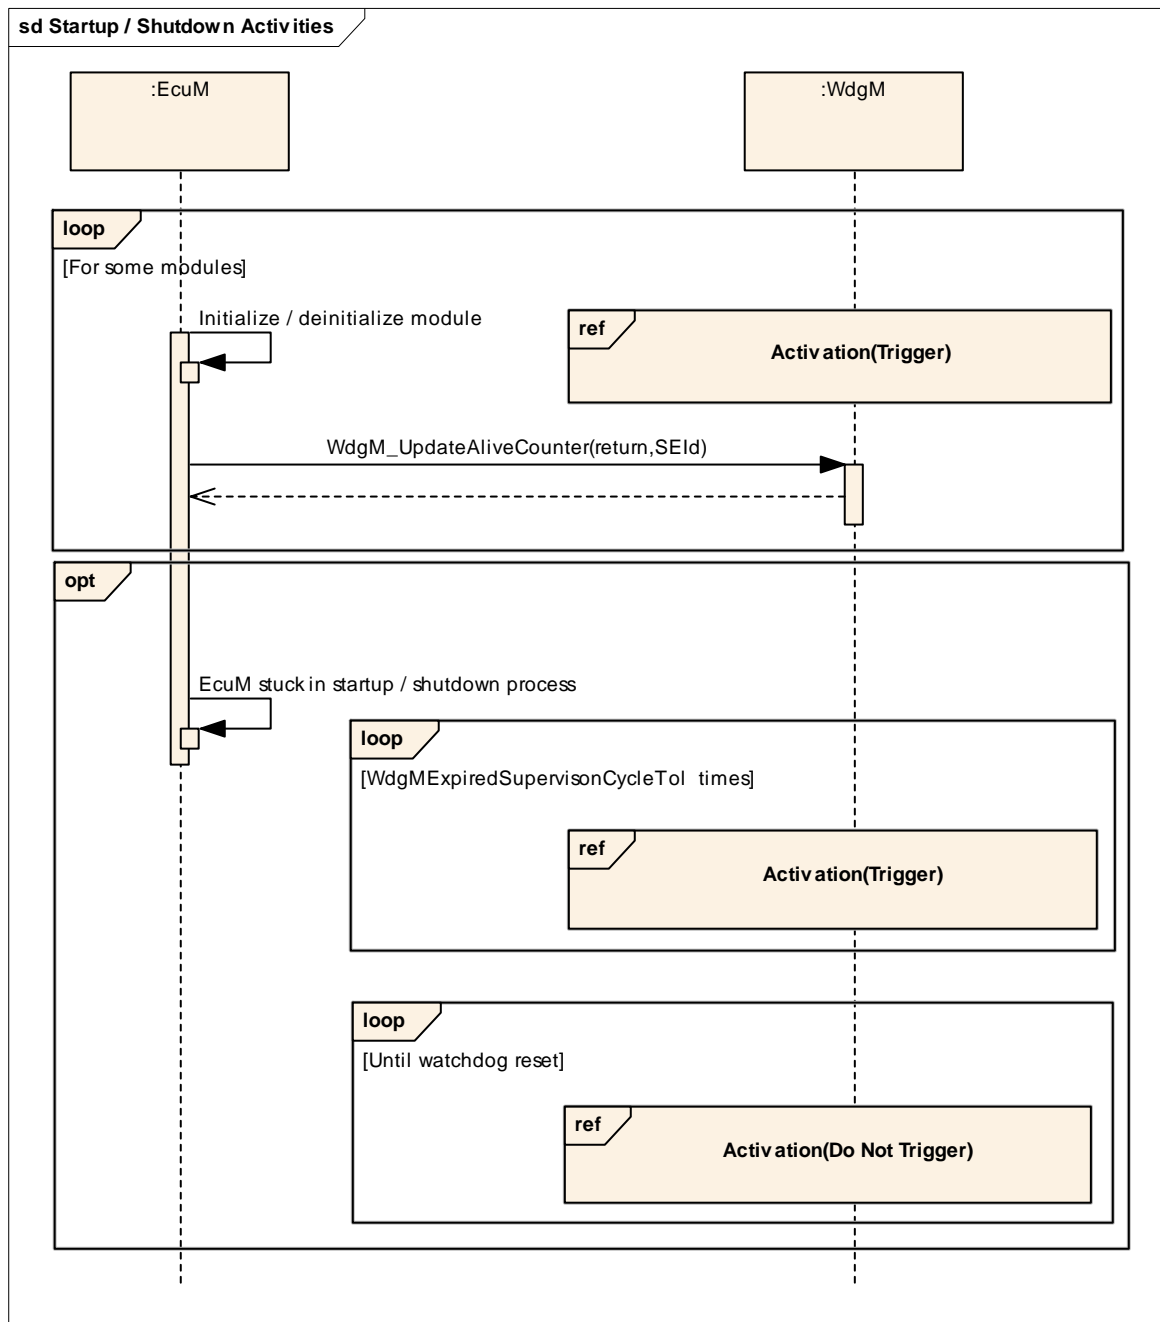 sd Startup / Shutdown Activities
:EcuM
:WdgM
loop
[For some modules]
Initialize / deinitialize module
ref
Activation(Trigger)
WdgM_UpdateAliveCounter(return,SEId)
opt
EcuM stuck in startup / shutdown process
loop
[WdgMExpiredSupervisonCycleTol times]
ref
Activation(Trigger)
loop
[Until watchdog reset]
ref
Activation(Do Not Trigger)